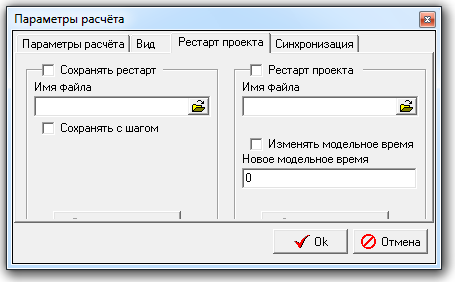 Параметры расчёта
Параметры расчёта Вид Рестарт проекта Синхронизация
Сохранять рестарт
Имя файла
Сохранять с шагом
Рестарт проекта
Имя файла
Изменять модельное время
Новое модельное время
0
Ok Отмена